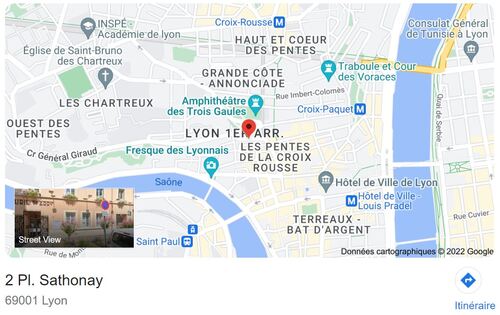 INSPÉ
Académie de lyon
Croix-Rousse M
Consulat Général
de Tunisie à Lyon
Église de Saint-Bruno
des Chartreux
HAUT ET COEUR
DES PENTES
Traboule et Cour
des Voraces
GRANDE CÔTE
- ANNONCIADE
Rue Imbert-Colomès
LES CHARTREUX
Amphithéâtre
des Trois Gaules
Croix-Paquet M
Quai de Serbie
OUEST DES
PENTES
LYON 1ER ARR.
Cr Général Giraud
Fresque des Lyonnais
LES PENTES
DE LA CROIX
ROUSSE
Saône
Hôtel de Ville de Lyon
Hôtel de Ville
- Louis Pradel
Rue Cuvier
TERREAUX -
BAT D'ARGENT
Saint Paul
Street View
Données cartographiques © 2022 Google
2 Pl. Sathonay
69001 Lyon
Itinéraire